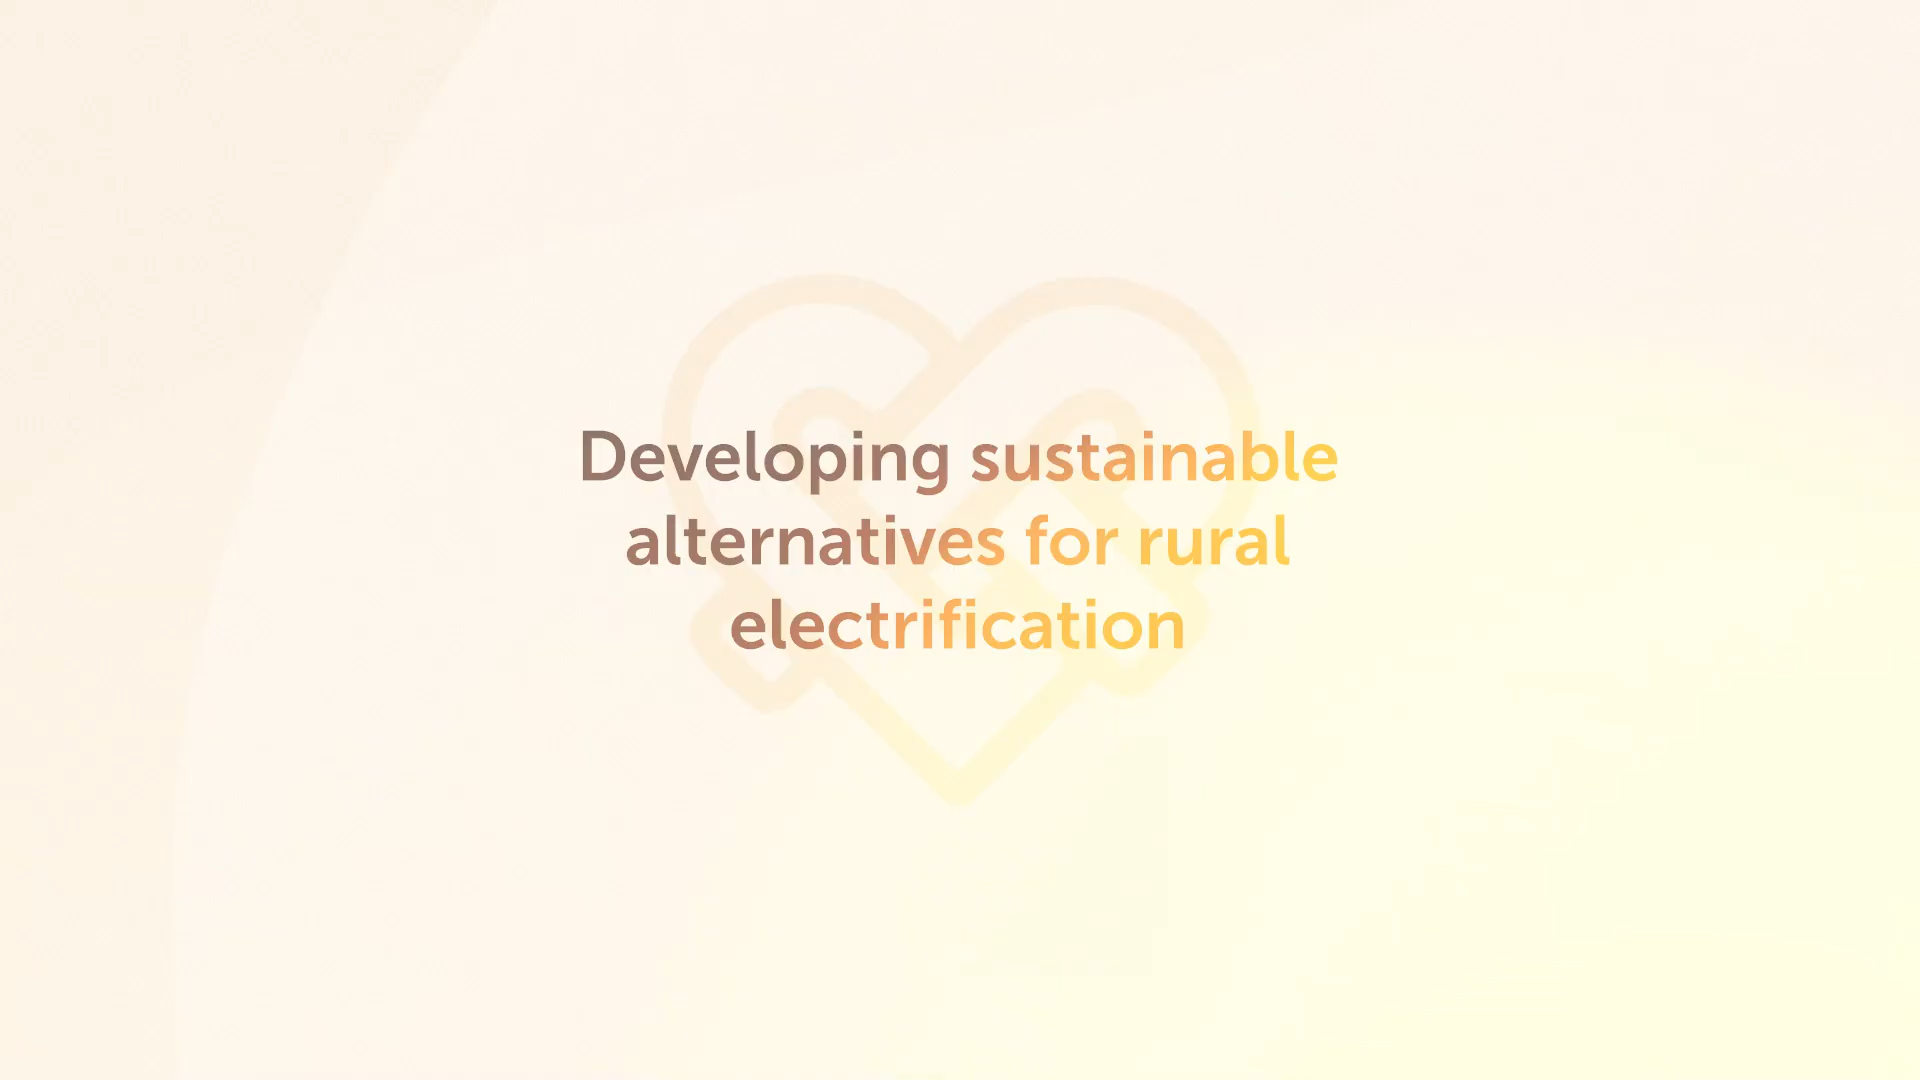 Developing sustainable
alternatives for rural
electrification